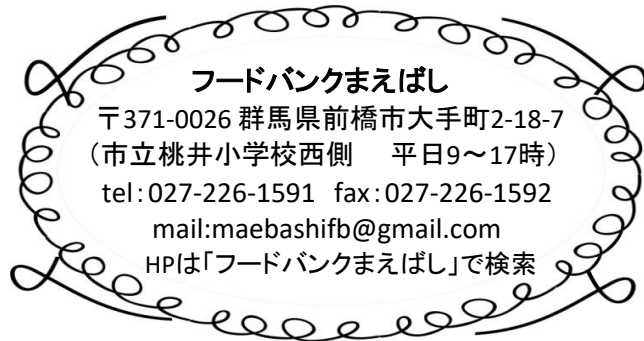 フードバンクまえばし
〒371-0026 群馬県前橋市大手町2-18-7
（市立桃井小学校西側　平日9～17時）
tel：027-226-1591 fax：027-226-1592
mail:maebashifb@gmail.com
HPは「フードバンクまえばし」で検索